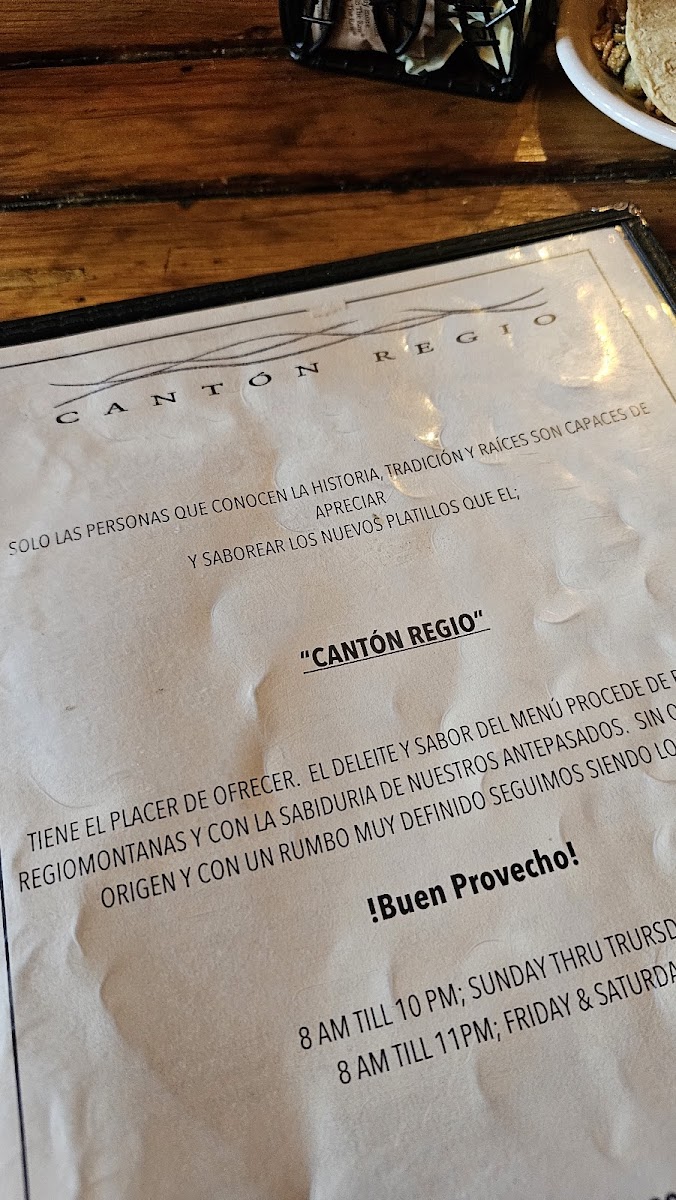 CANTÓN REGIO
SOLO LAS PERSONAS QUE CONOCEN LA HISTORIA, TRADICIÓN Y RAÍCES SON CAPACES DE
APRECIAR
Y SABOREAR LOS NUEVOS PLATILLOS QUE EL;
"CANTÓN REGIO"
TIENE EL PLACER DE OFRECER. EL DELEITE Y SABOR DEL MENÚ PROCEDE DE
REGIOMONTANAS Y CON LA SABIDURIA DE NUESTROS ANTEPASADOS. SIN
ORIGEN Y CON UN RUMBO MUY DEFINIDO SEGUIMOS SIENDO LO
!Buen Provecho!
8 AM TILL 10 PM; SUNDAY THRU TRURSD
8 AM TILL 11PM; FRIDAY & SATURDA